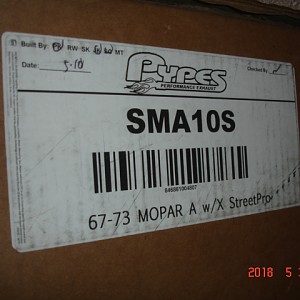 Built By: RW SK MT
Date: 5-10
Checked By:
PYPES
PERFORMANCE EXHAUST
SMA10S
67-73 MOPAR A w/X StreetPro
2018 5